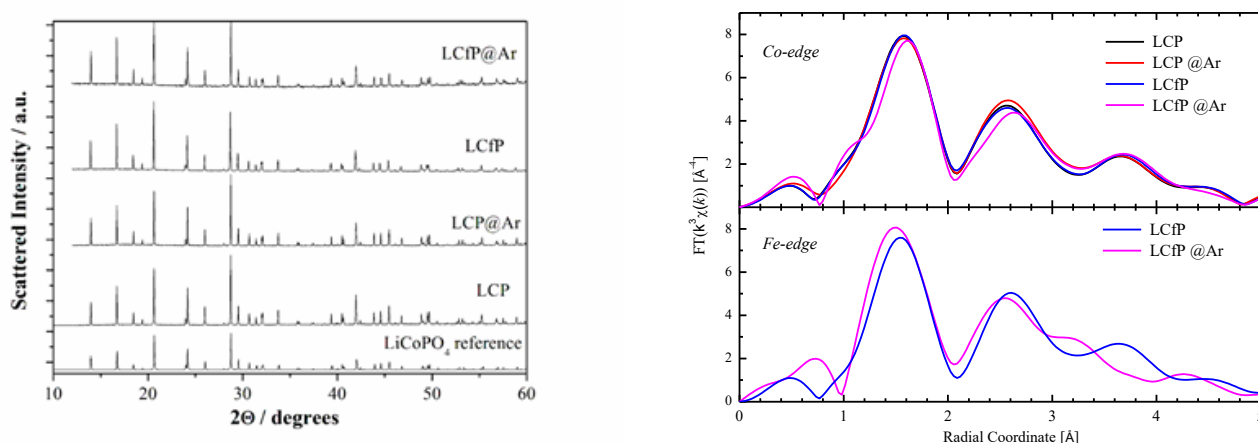 Scattered Intensity / a.u.
LCfP@Ar
LCfP
LCP@Ar
LCP
LiCoPO4 reference
10 20 30 40 50 60
2Θ / degrees
FT(k³χ(k)) [Å⁻⁴]
Co-edge
LCP
LCP @Ar
LCfP
LCfP @Ar
8
6
4
2
Fe-edge
LCfP
LCfP @Ar
8
6
4
2
0
0 1 2 3 4
Radial Coordinate [Å]